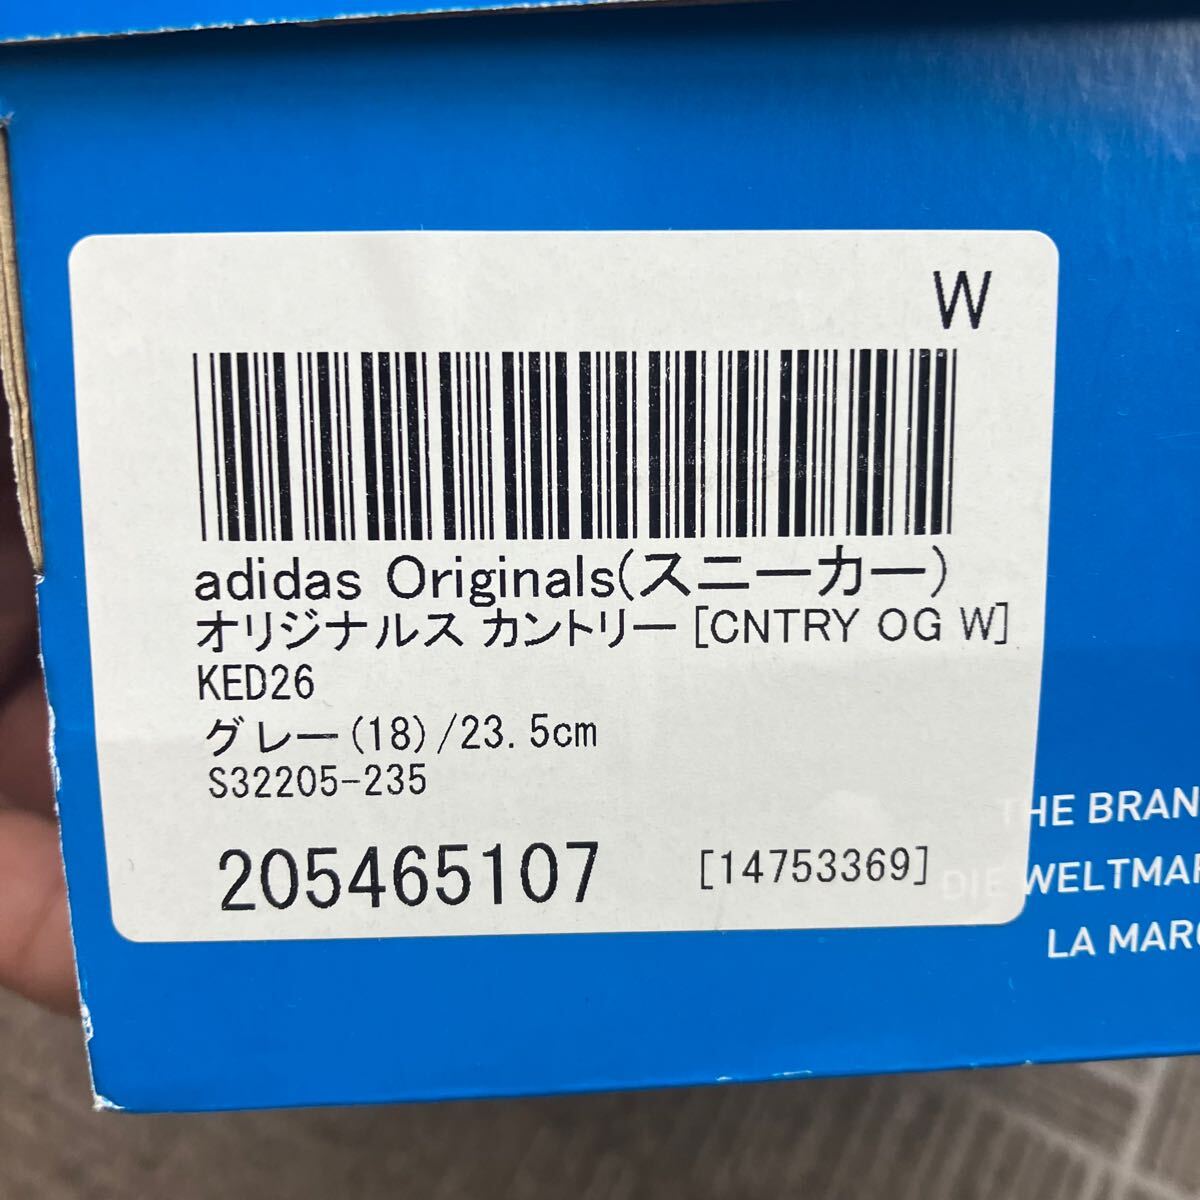 W
adidas Originals(スニーカー)
オリジナルス カントリー [CNTRY OG W]
KED26
グレー(18)/23.5cm
S32205-235
205465107 [14753369]
THE BRAN
DIE WELTMAR
LA MARQ